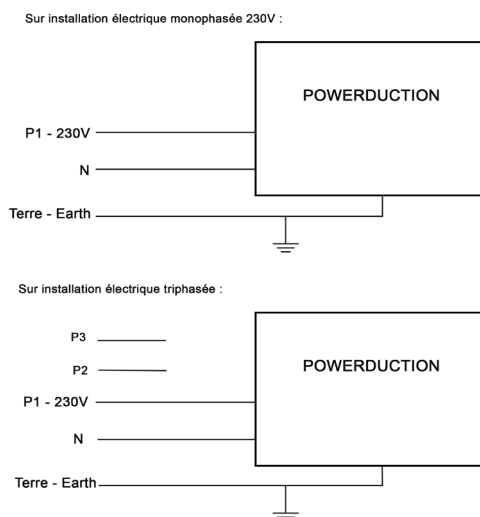 Sur installation électrique monophasée 230V :
POWERDUCTION
P1 - 230V
N
Terre - Earth
Sur installation électrique triphasée :
P3
P2
POWERDUCTION
P1 - 230V
N
Terre - Earth